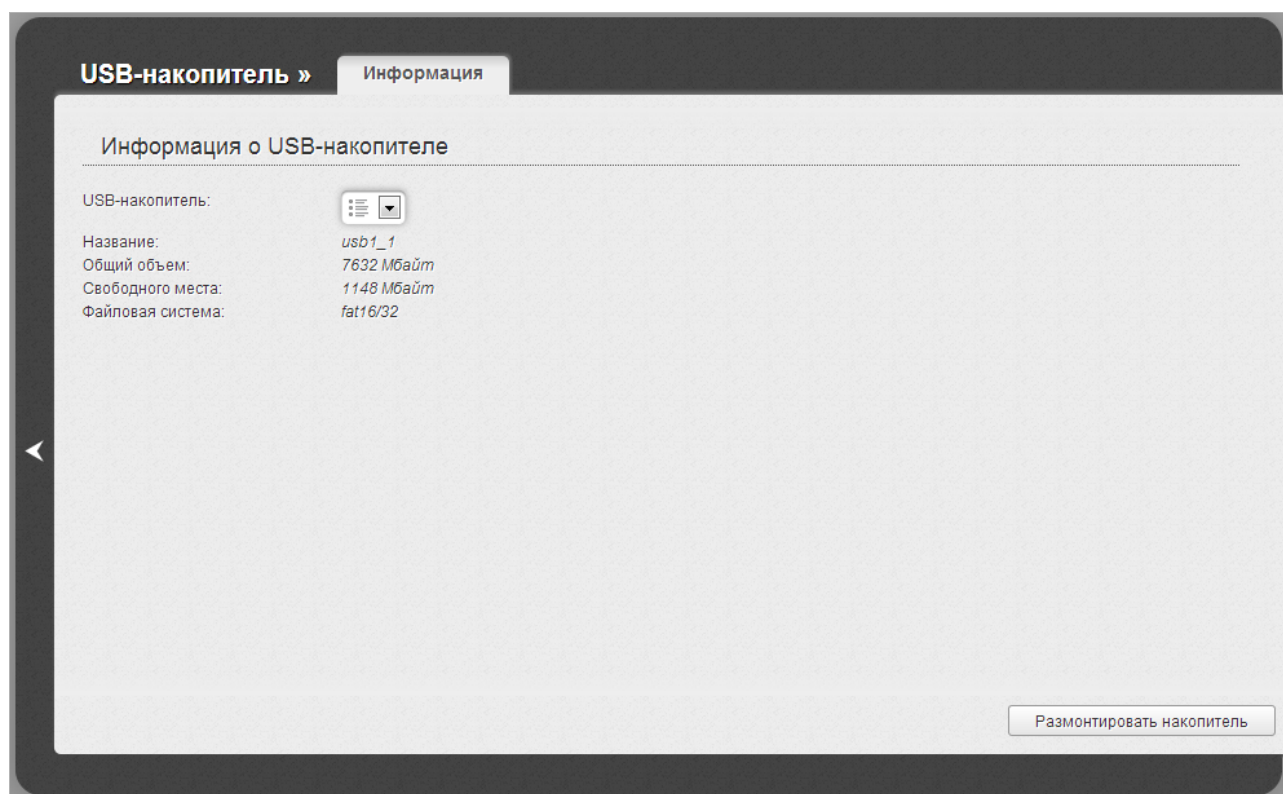 USB-накопитель » Информация
Информация о USB-накопителе
USB-накопитель:
Название: usb1_1
Общий объем: 7632 Мбайт
Свободного места: 1148 Мбайт
Файловая система: fat16/32
Размонтировать накопитель